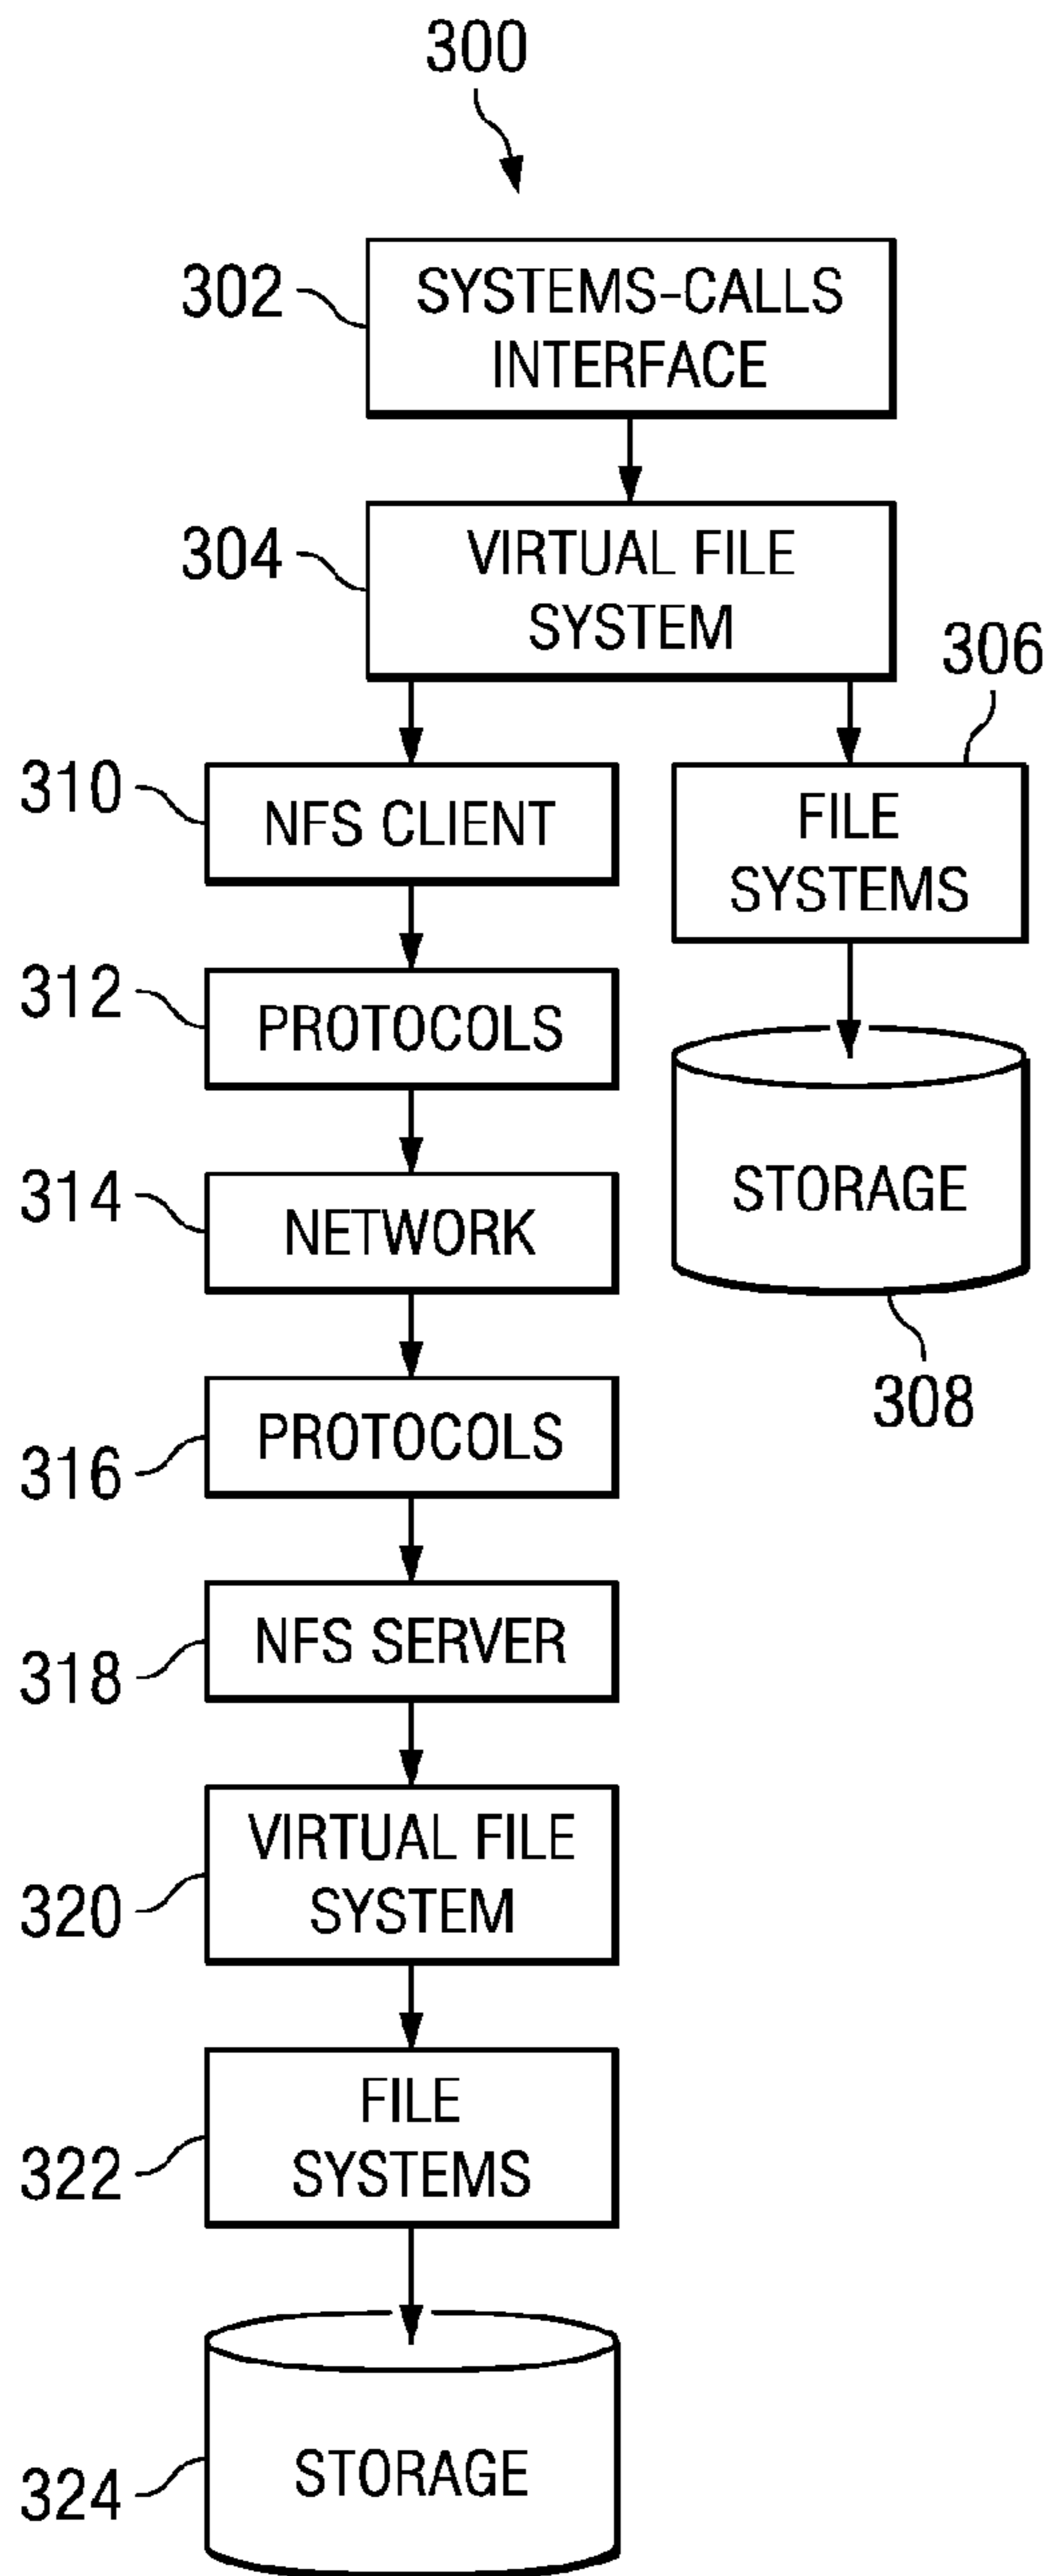 300
302
SYSTEMS-CALLS
INTERFACE
304
VIRTUAL FILE
SYSTEM
306
310
NFS CLIENT
FILE
SYSTEMS
312
PROTOCOLS
314
NETWORK
STORAGE
308
316
PROTOCOLS
318
NFS SERVER
320
VIRTUAL FILE
SYSTEM
322
FILE
SYSTEMS
324
STORAGE